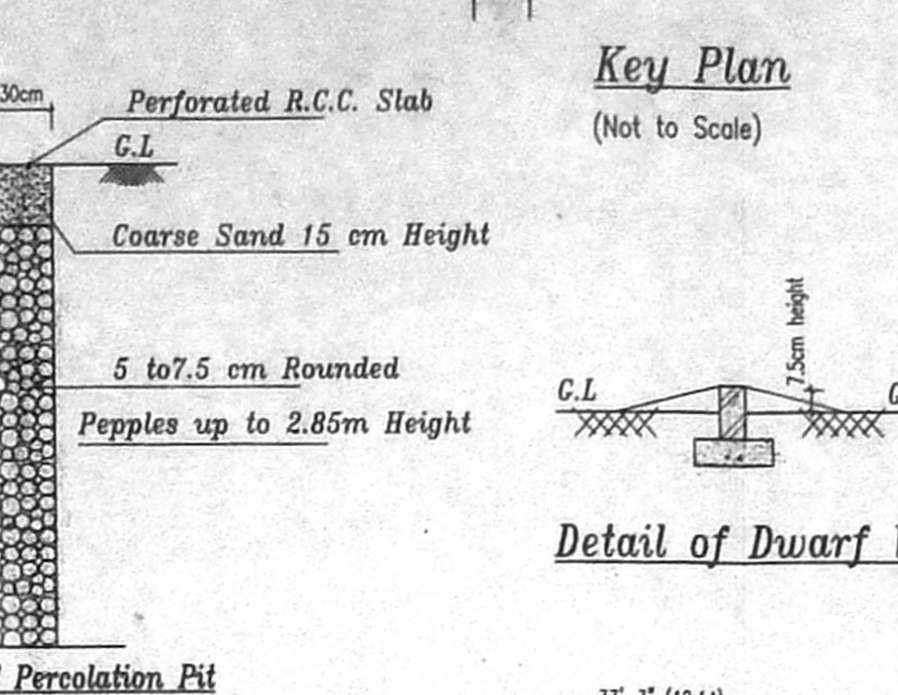 30cm
Perforated R.C.C. Slab
G.L
Coarse Sand 15 cm Height
5 to7.5 cm Rounded
Pepples up to 2.85m Height
Percolation Pit
Key Plan
(Not to Scale)
7.5cm height
G.L
G
Detail of Dwarf